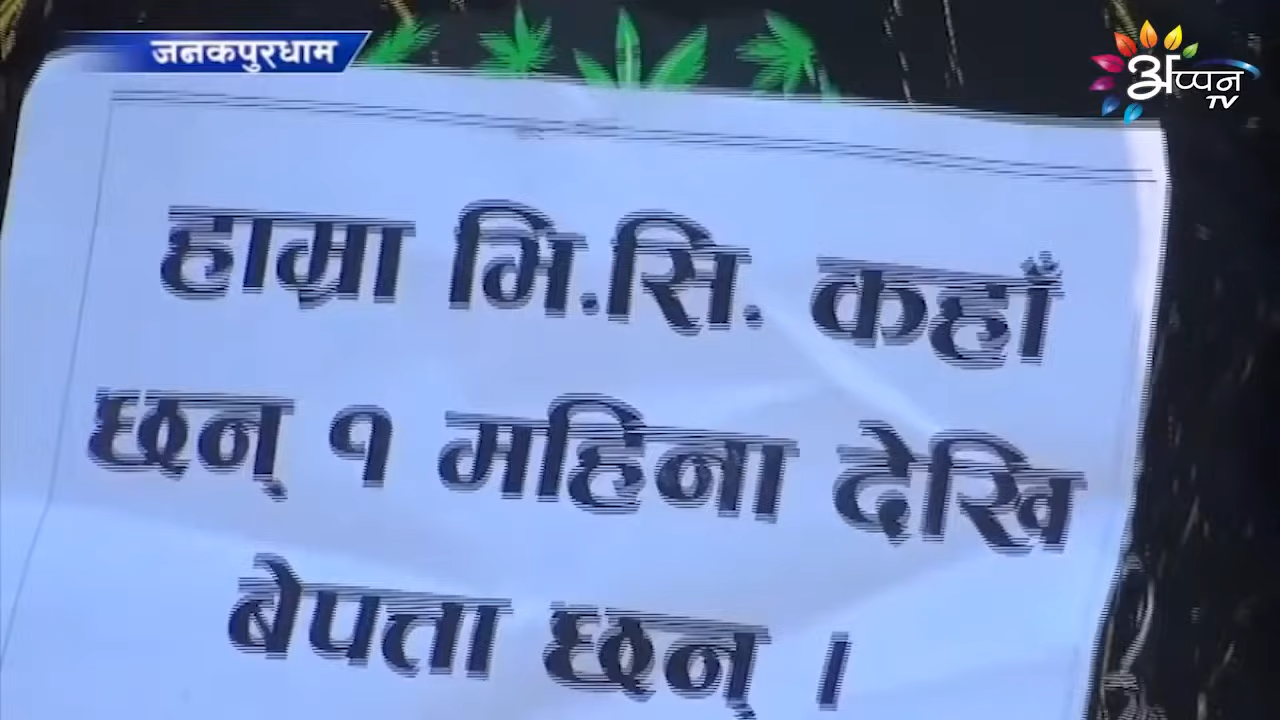 जनकपुरधाम
अप्पन
TV
हाम्रा मि.सि. कहाँ
छन् १ महिना देखि
बेपत्ता छन् ।